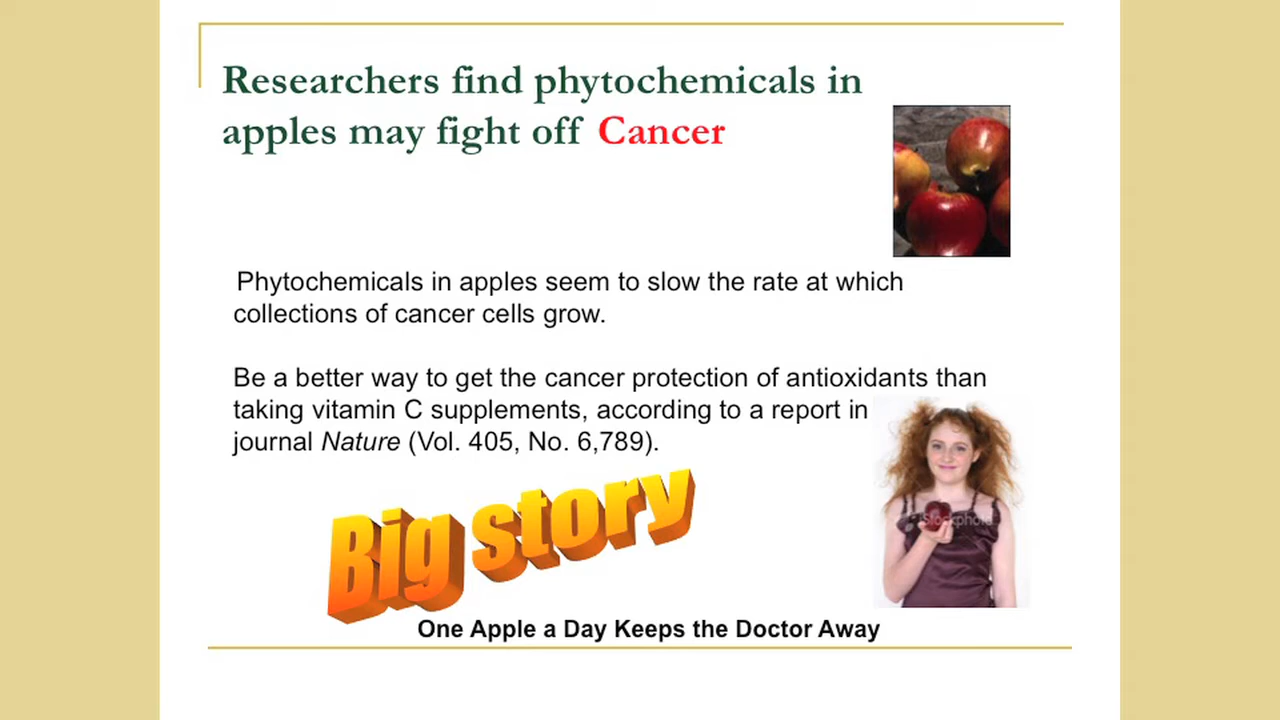 Researchers find phytochemicals in
apples may fight off Cancer
Phytochemicals in apples seem to slow the rate at which
collections of cancer cells grow.
Be a better way to get the cancer protection of antioxidants than
taking vitamin C supplements, according to a report in
journal Nature (Vol. 405, No. 6,789).
iStockphoto
Big story
One Apple a Day Keeps the Doctor Away